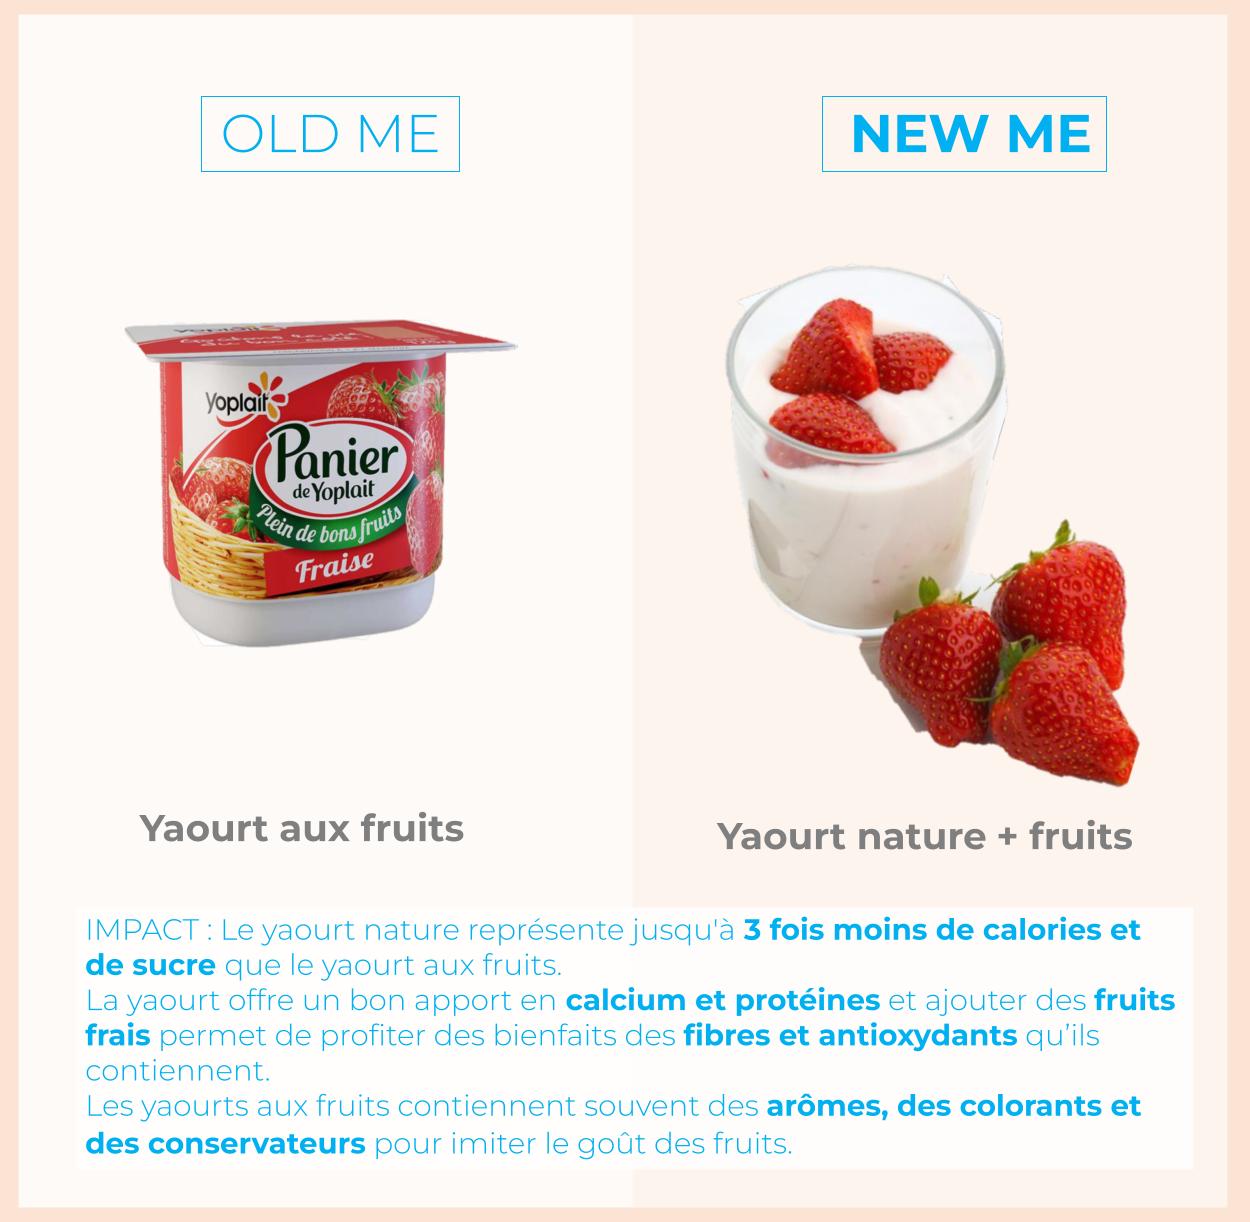 OLD ME
NEW ME
yoplait
Panier
de Yoplait
Plein de bons fruits
Fraise
Yaourt aux fruits
Yaourt nature + fruits
IMPACT : Le yaourt nature représente jusqu'à 3 fois moins de calories et
de sucre que le yaourt aux fruits.
La yaourt offre un bon apport en calcium et protéines et ajouter des fruits
frais permet de profiter des bienfaits des fibres et antioxydants qu’ils
contiennent.
Les yaourts aux fruits contiennent souvent des arômes, des colorants et
des conservateurs pour imiter le goût des fruits.